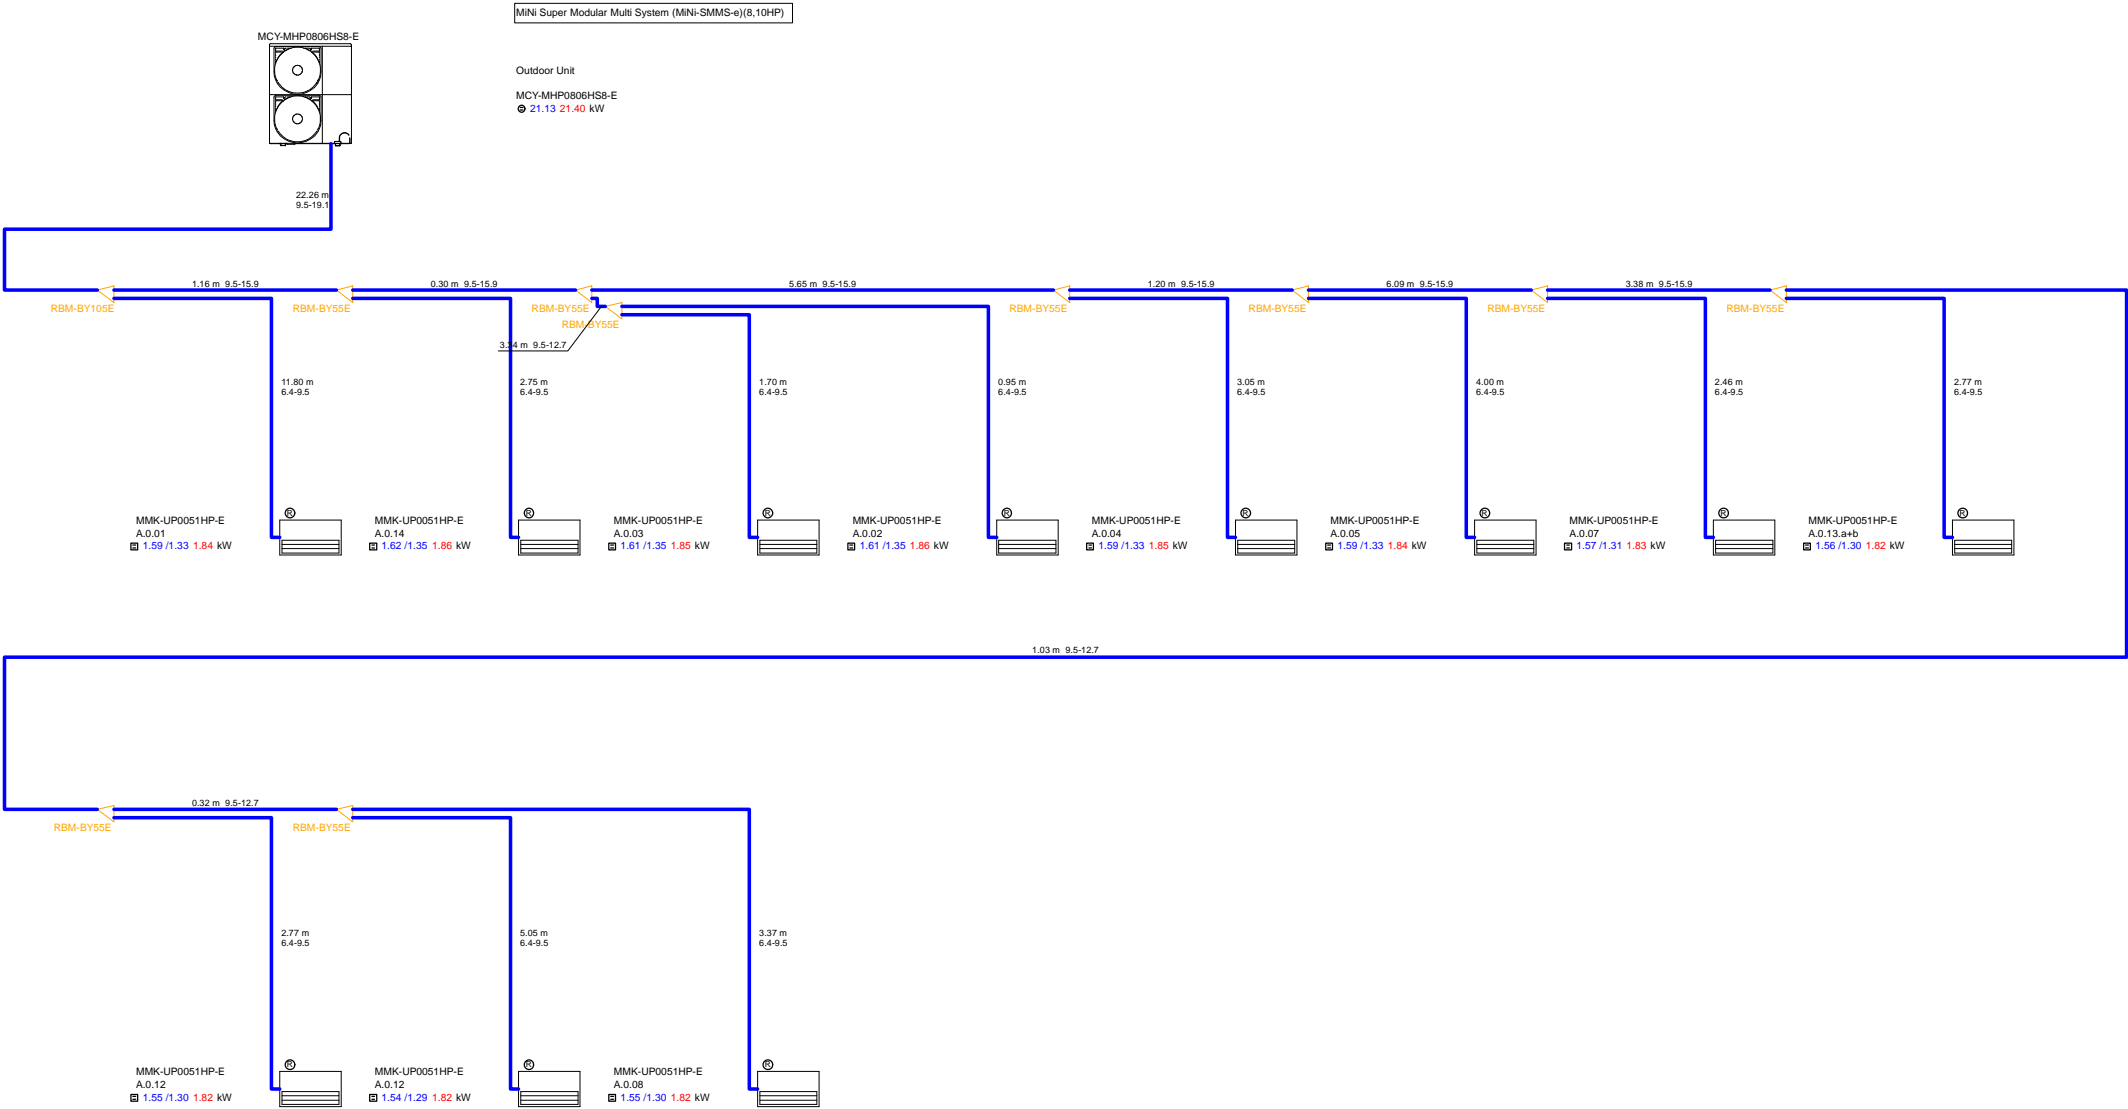 MiNi Super Modular Multi System (MiNi-SMMS-e)(8,10HP)
MCY-MHP0806HS8-E
Outdoor Unit
MCY-MHP0806HS8-E
21.13 21.40 kW
22.26 m
9.5-19.1
1.16 m 9.5-15.9
0.30 m 9.5-15.9
5.65 m 9.5-15.9
1.20 m 9.5-15.9
6.09 m 9.5-15.9
3.38 m 9.5-15.9
RBM-BY105E
RBM-BY55E
RBM-BY55E
RBM-BY55E
RBM-BY55E
RBM-BY55E
RBM-BY55E
RBM-BY55E
9.5-12.7
11.80 m
6.4-9.5
2.75 m
6.4-9.5
1.70 m
6.4-9.5
0.95 m
6.4-9.5
3.05 m
6.4-9.5
4.00 m
6.4-9.5
2.46 m
6.4-9.5
2.77 m
6.4-9.5
MMK-UP0051HP-E
A.0.01
1.59 /1.33 1.84 kW
R
MMK-UP0051HP-E
A.0.14
1.62 /1.35 1.86 kW
R
MMK-UP0051HP-E
A.0.03
1.61 /1.35 1.85 kW
R
MMK-UP0051HP-E
A.0.02
1.61 /1.35 1.86 kW
R
MMK-UP0051HP-E
A.0.04
1.59 /1.33 1.85 kW
R
MMK-UP0051HP-E
A.0.05
1.59 /1.33 1.84 kW
R
MMK-UP0051HP-E
A.0.07
1.57 /1.31 1.83 kW
R
MMK-UP0051HP-E
A.0.13.a+b
1.56 /1.30 1.82 kW
R
1.03 m 9.5-12.7
0.32 m 9.5-12.7
RBM-BY55E
RBM-BY55E
2.77 m
6.4-9.5
5.05 m
6.4-9.5
3.37 m
6.4-9.5
MMK-UP0051HP-E
A.0.12
1.55 /1.30 1.82 kW
R
MMK-UP0051HP-E
A.0.12
1.54 /1.29 1.82 kW
R
MMK-UP0051HP-E
A.0.08
1.55 /1.30 1.82 kW
R